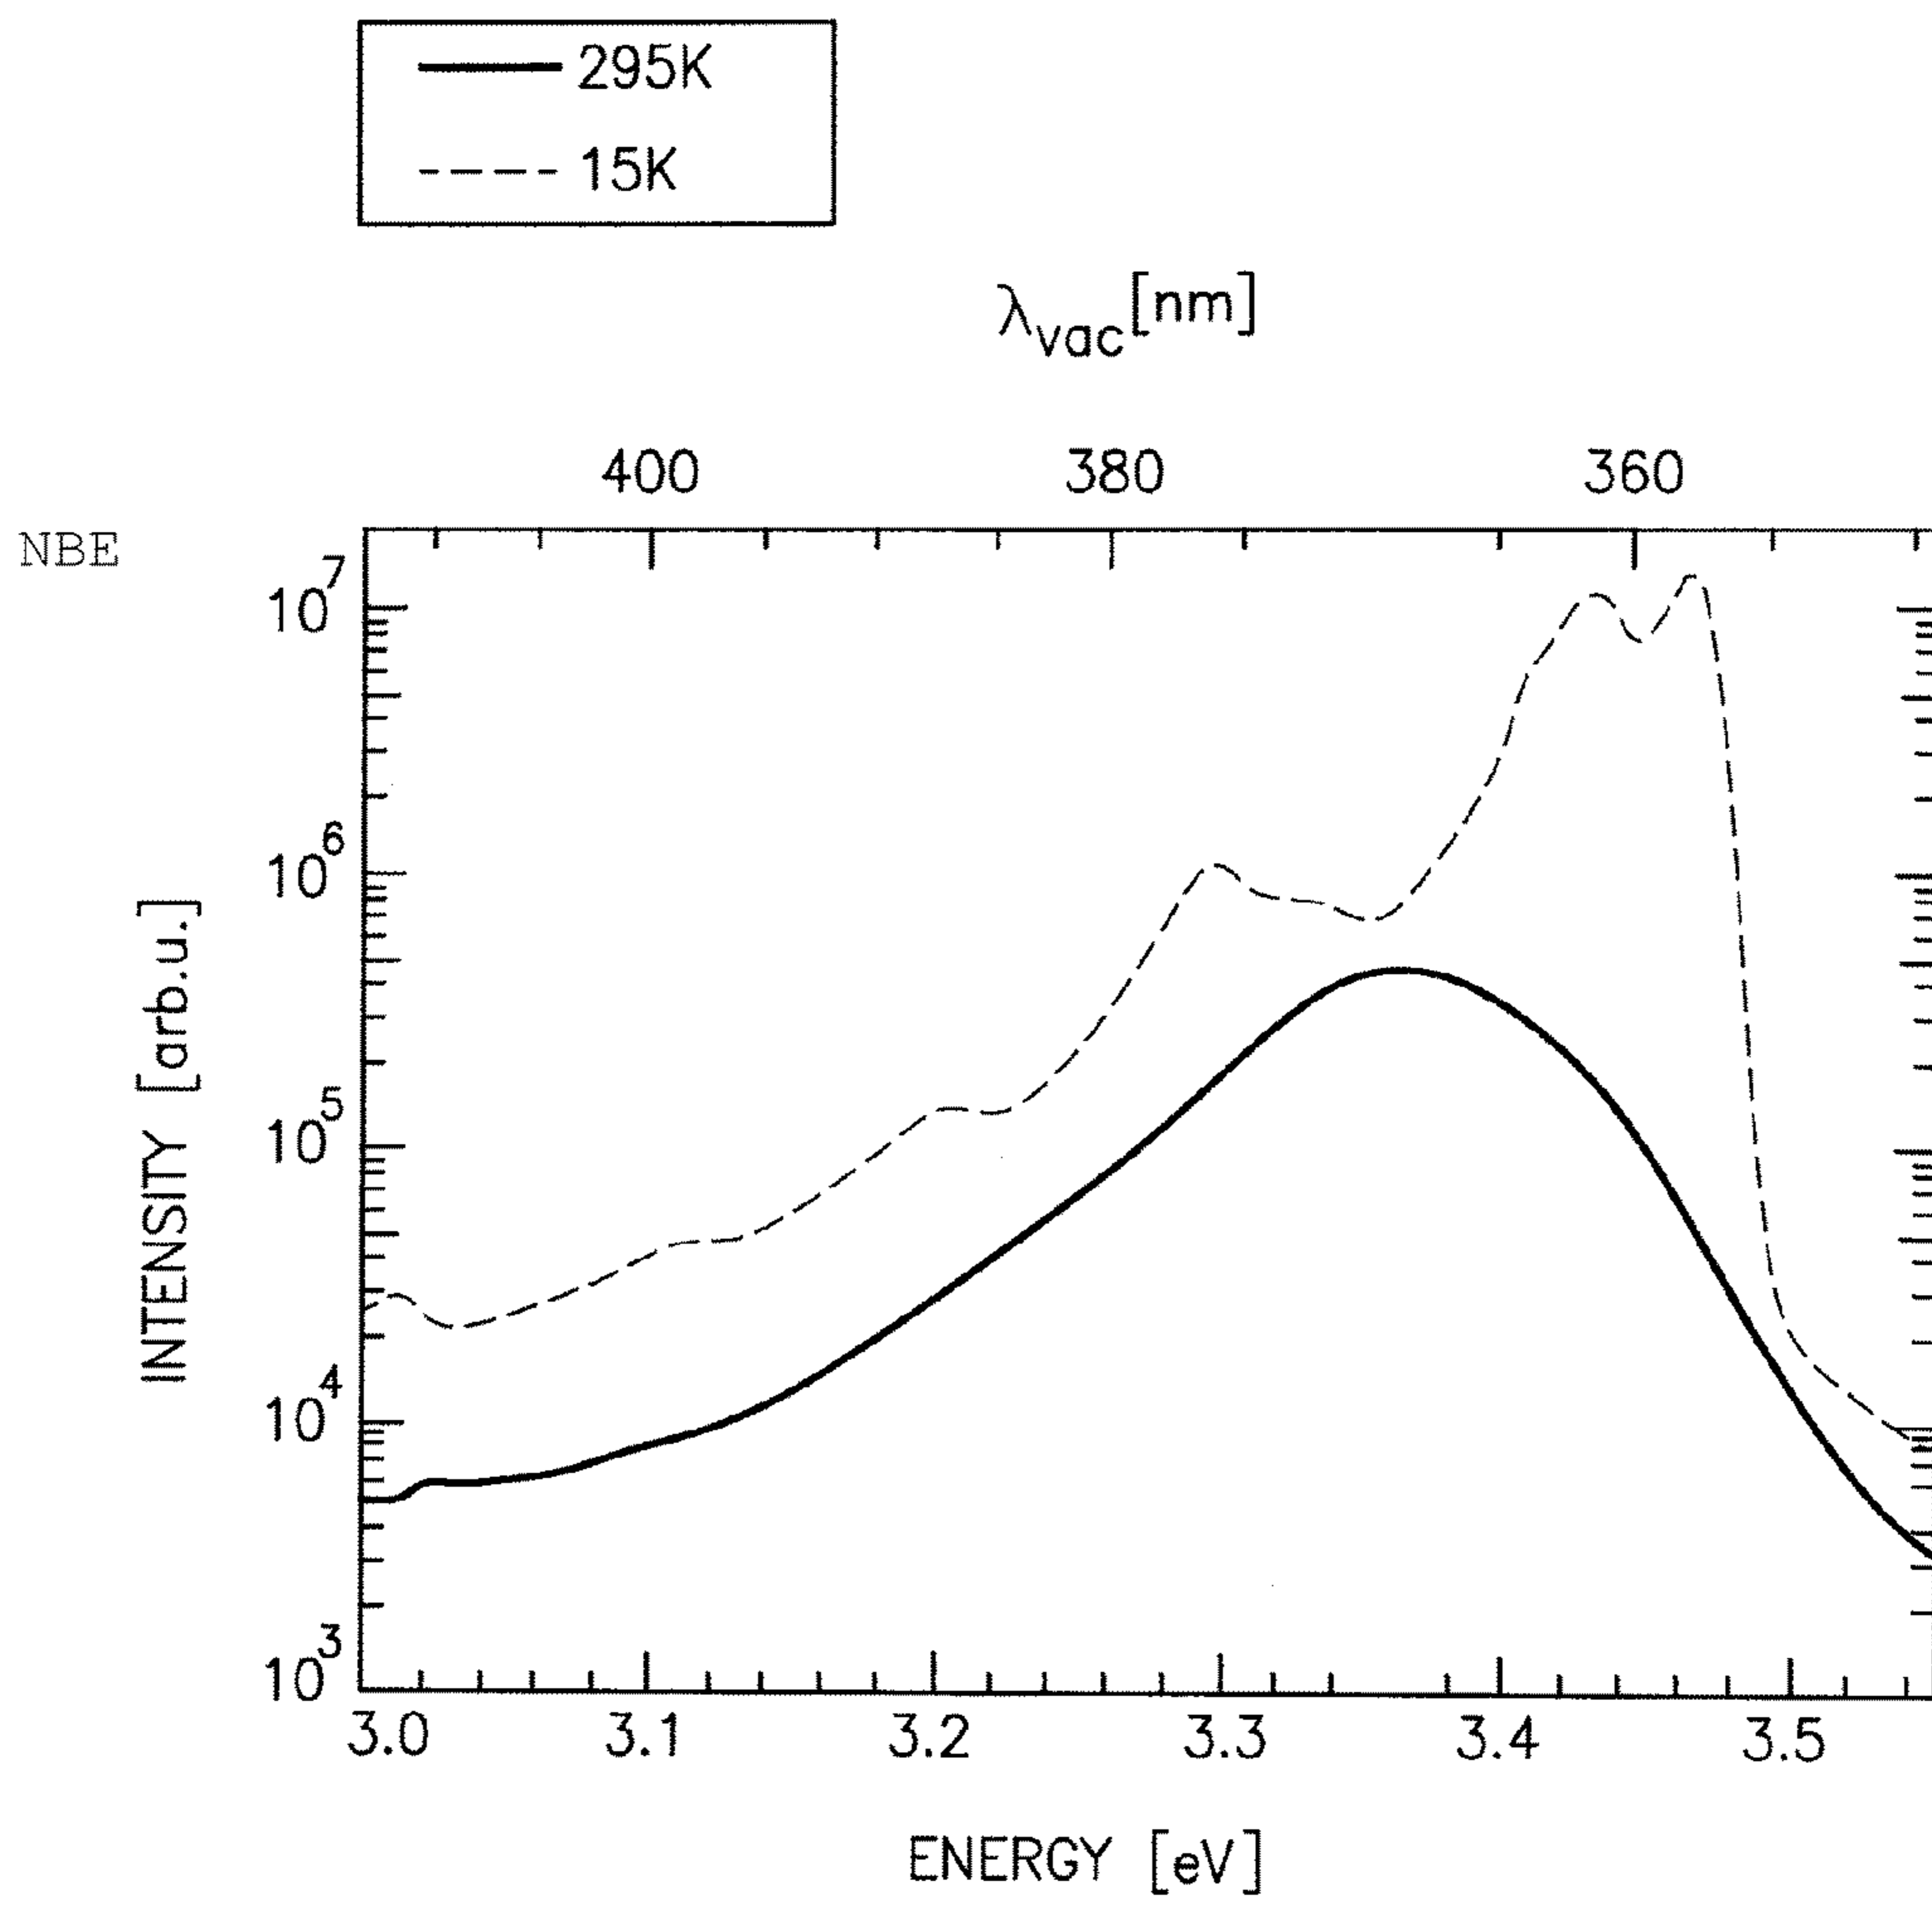 295K
15K
λvac[nm]
400 380 360
NBE
10^7
10^6
10^5
10^4
10^3
INTENSITY [arb.u.]
3.0 3.1 3.2 3.3 3.4 3.5
ENERGY [eV]